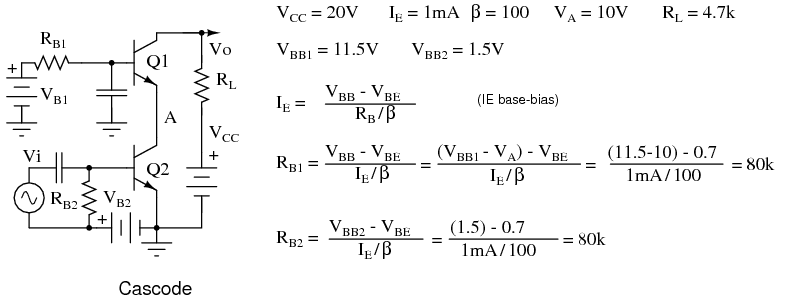 V_CC = 20V I_E = 1mA β = 100 V_A = 10V R_L = 4.7k
V_BB1 = 11.5V V_BB2 = 1.5V
I_E = (V_BB - V_BE) / (R_B/β) (IE base-bias)
R_B1 = (V_BB - V_BE) / (I_E/β) = ((V_BB1 - V_A) - V_BE) / (I_E/β) = ((11.5-10) - 0.7) / (1mA/100) = 80k
R_B2 = (V_BB2 - V_BE) / (I_E/β) = ((1.5) - 0.7) / (1mA/100) = 80k
R_B1
Q1
Vo
+
V_B1
R_L
A
V_CC
+
Vi
Q2
R_B2
V_B2
+
Cascode